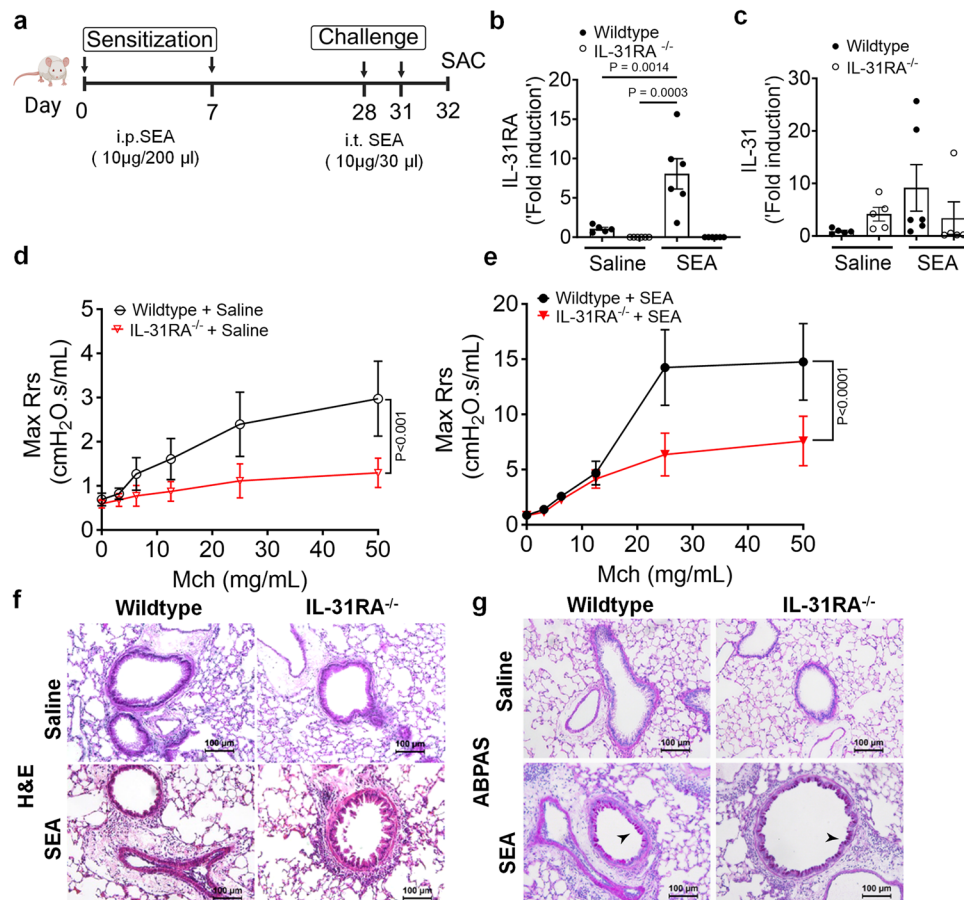 a
Sensitization
Challenge
SAC
Day 0 7 28 31 32
i.p.SEA
( 10µg/200 µl)
i.t. SEA
( 10µg/30 µl)
b
Wildtype
IL-31RA -/-
P = 0.0014
P = 0.0003
IL-31RA
('Fold induction')
20
15
10
5
0
Saline SEA
c
Wildtype
IL-31RA-/-
IL-31
('Fold induction')
30
20
10
0
Saline SEA
d
Wildtype + Saline
IL-31RA-/- + Saline
Max Rrs
(cmH2O.s/mL)
5
4
3
2
1
0
P<0.001
0 10 20 30 40 50
Mch (mg/mL)
e
Wildtype + SEA
IL-31RA-/- + SEA
Max Rrs
(cmH2O.s/mL)
20
15
10
5
0
P<0.0001
0 10 20 30 40 50
Mch (mg/mL)
f
Wildtype IL-31RA-/-
H&E
Saline
100 µm
100 µm
SEA
100 µm
100 µm
g
Wildtype IL-31RA-/-
ABPAS
Saline
100 µm
100 µm
SEA
100 µm
100 µm